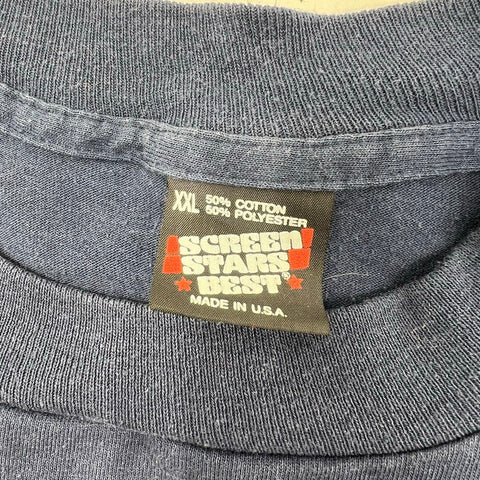 XXL 50% COTTON
50% POLYESTER
SCREEN
STARS
BEST®
MADE IN U.S.A.